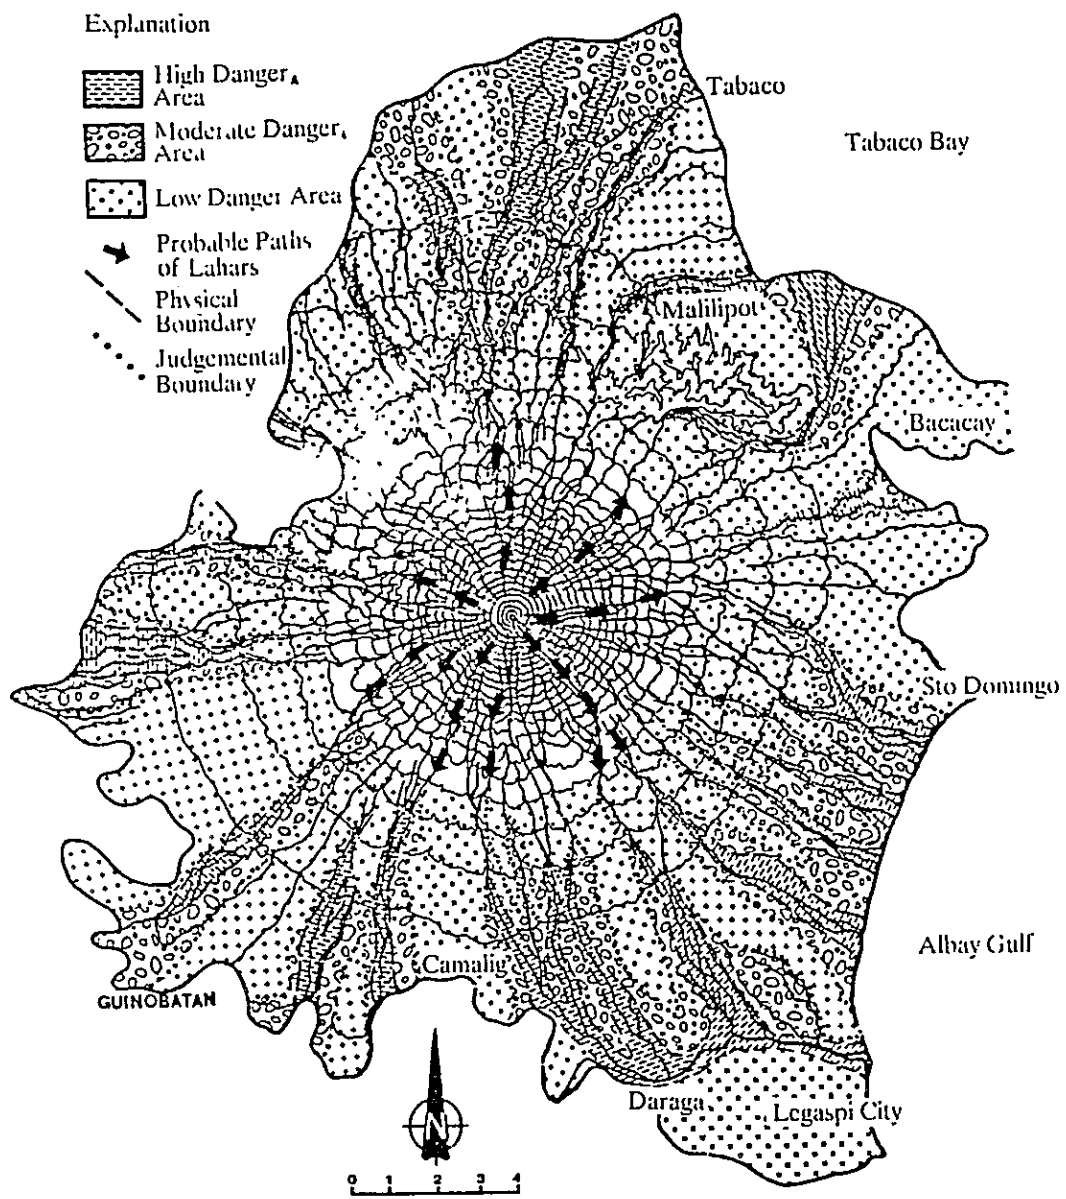 Explanation
High Danger
Area
Moderate Danger
Area
Low Danger Area
Probable Paths
of Lahars
Physical
Boundary
Judgemental
Boundary
Tabaco
Tabaco Bay
Malilipot
Bacacay
Sto Domingo
Albay Gulf
Camalig
GUINOBATAN
Daraga
Legaspi City
N
0 1 2 3 4